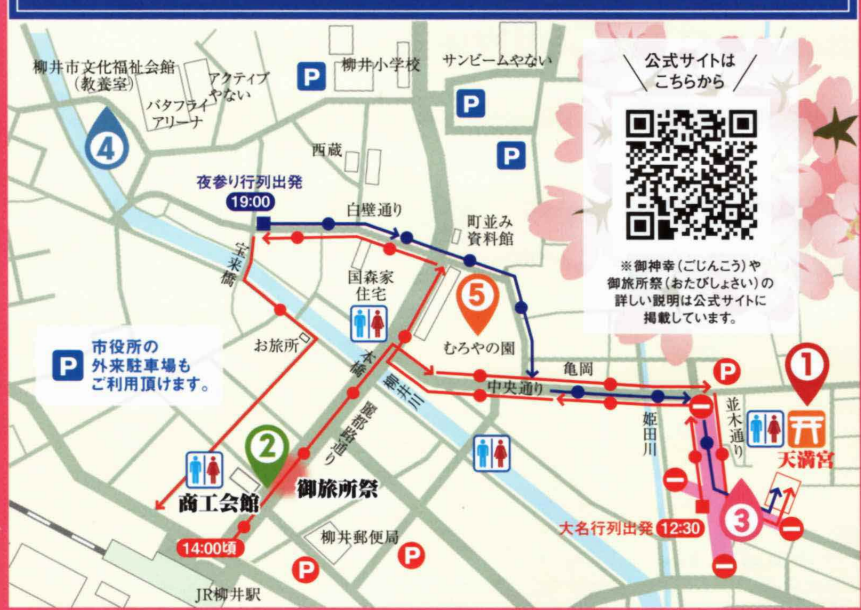 柳井市文化福祉会館
(教養室)
バタフライ
アリーナ
アクティブ
やない
P
柳井小学校
サンビームやない
P
P
公式サイトは
こちらから
※御神幸(ごじんこう)や
御旅所祭(おたびしょさい)の
詳しい説明は公式サイトに
掲載しています。
4
西蔵
夜参り行列出発
19:00
白壁通り
町並み
資料館
宝来橋
国森家
住宅
5
むろやの園
お旅所
P 市役所の
外来駐車場も
ご利用頂けます。
本橋
柳井川
麗都路通り
亀岡
中央通り
P
姫田川
並木通り
1
天満宮
2
商工会館
御旅所祭
3
大名行列出発 12:30
14:00頃
柳井郵便局
P
P
JR柳井駅